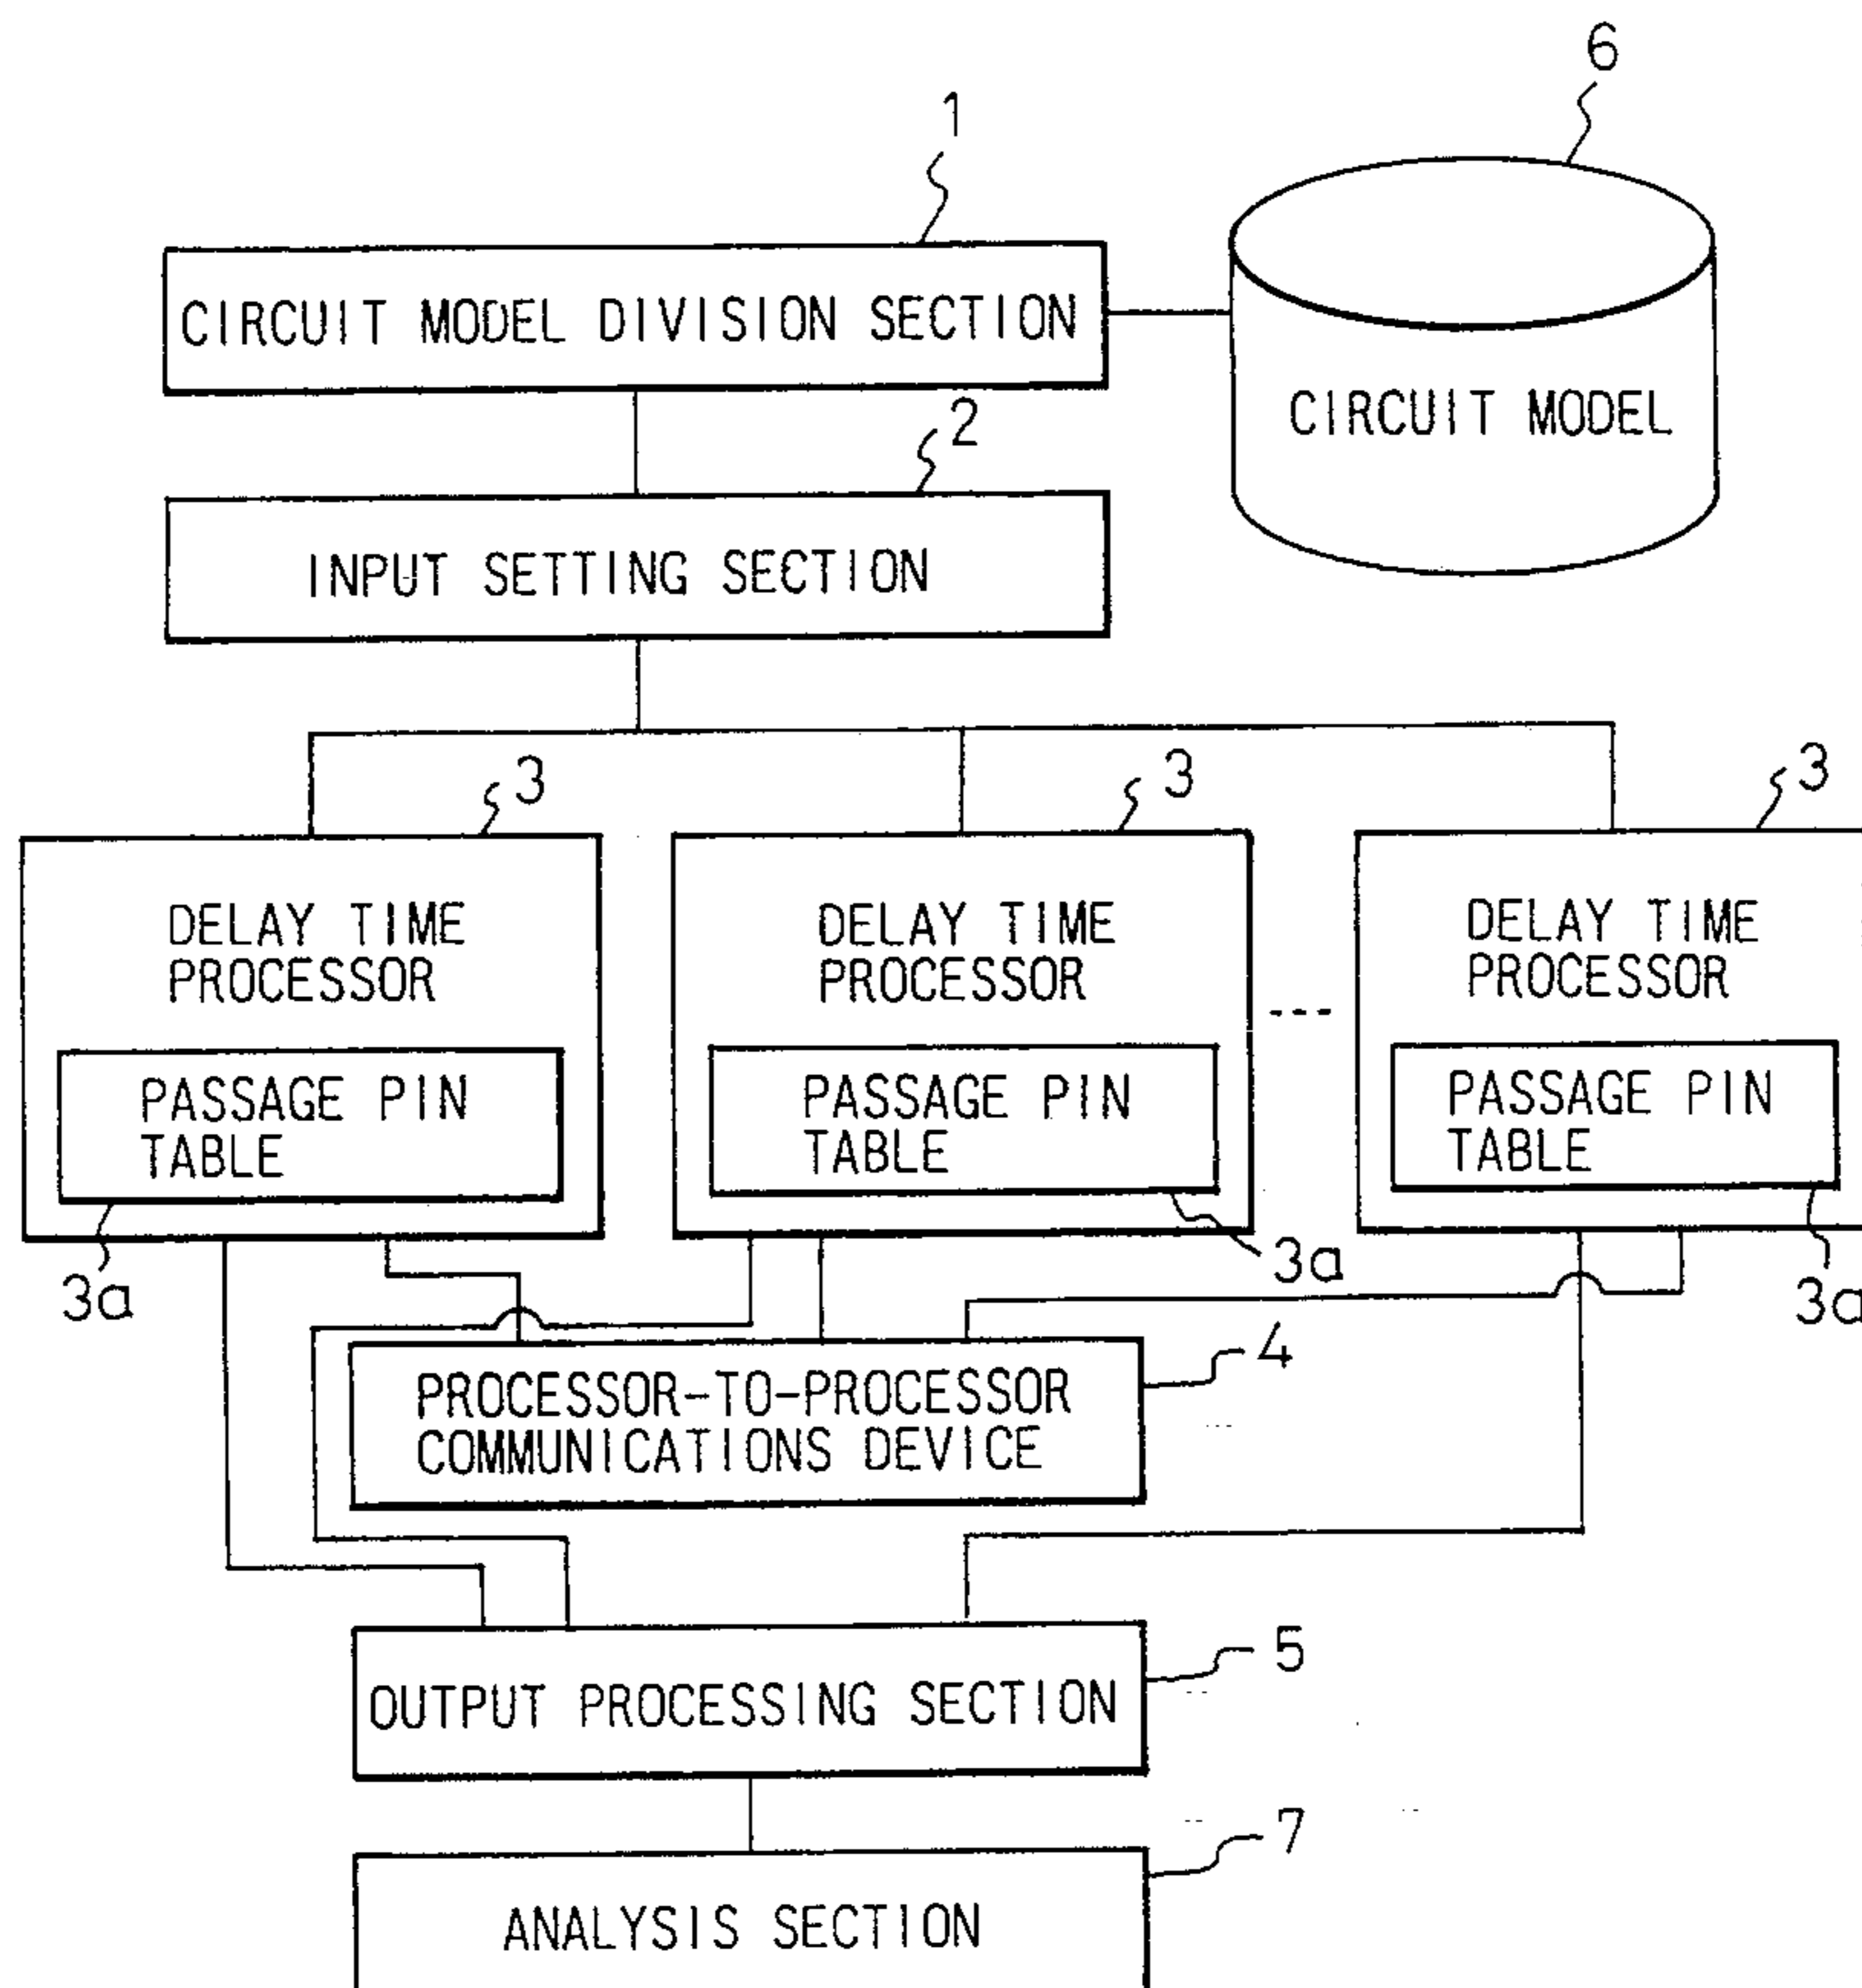 6
1
CIRCUIT MODEL DIVISION SECTION
CIRCUIT MODEL
2
INPUT SETTING SECTION
3
3
3
DELAY TIME
PROCESSOR
PASSAGE PIN
TABLE
3a
DELAY TIME
PROCESSOR
PASSAGE PIN
TABLE
3a
---
DELAY TIME
PROCESSOR
PASSAGE PIN
TABLE
3a
4
PROCESSOR-TO-PROCESSOR
COMMUNICATIONS DEVICE
5
OUTPUT PROCESSING SECTION
7
ANALYSIS SECTION